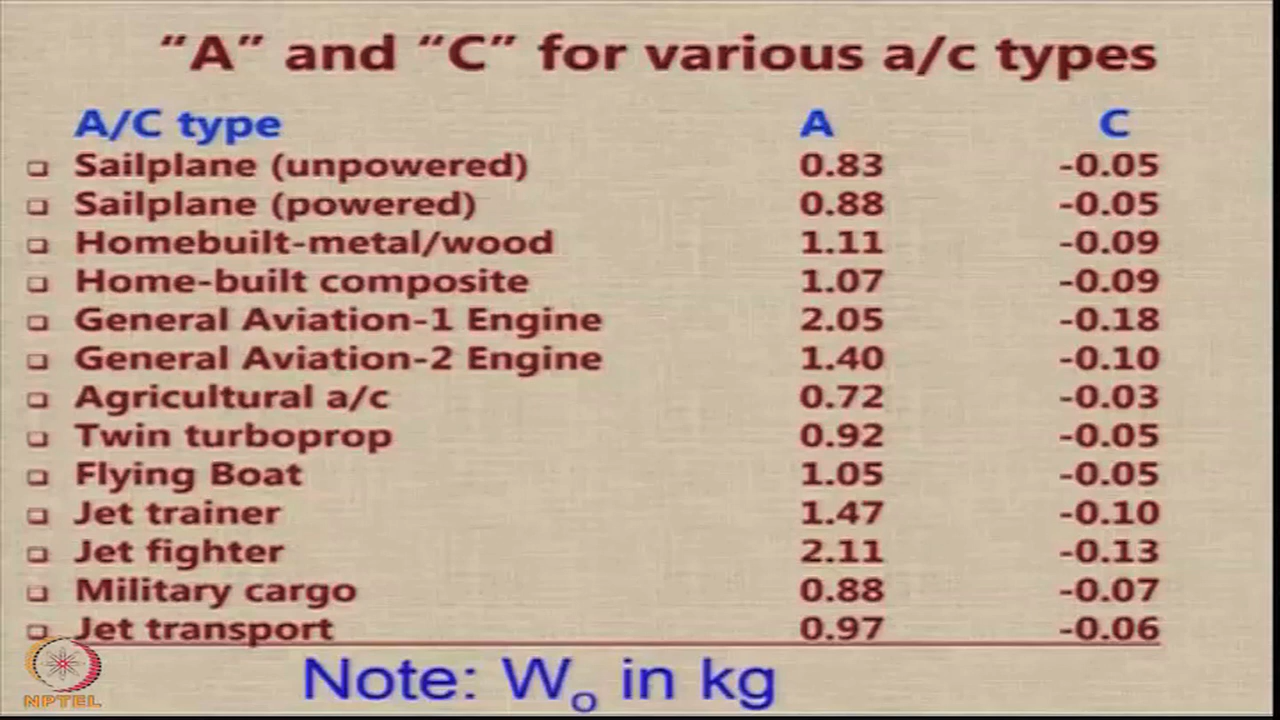 “A” and “C” for various a/c types
A/C type A C
Sailplane (unpowered) 0.83 -0.05
Sailplane (powered) 0.88 -0.05
Homebuilt-metal/wood 1.11 -0.09
Home-built composite 1.07 -0.09
General Aviation-1 Engine 2.05 -0.18
General Aviation-2 Engine 1.40 -0.10
Agricultural a/c 0.72 -0.03
Twin turboprop 0.92 -0.05
Flying Boat 1.05 -0.05
Jet trainer 1.47 -0.10
Jet fighter 2.11 -0.13
Military cargo 0.88 -0.07
Jet transport 0.97 -0.06
Note: Wo in kg
NPTEL